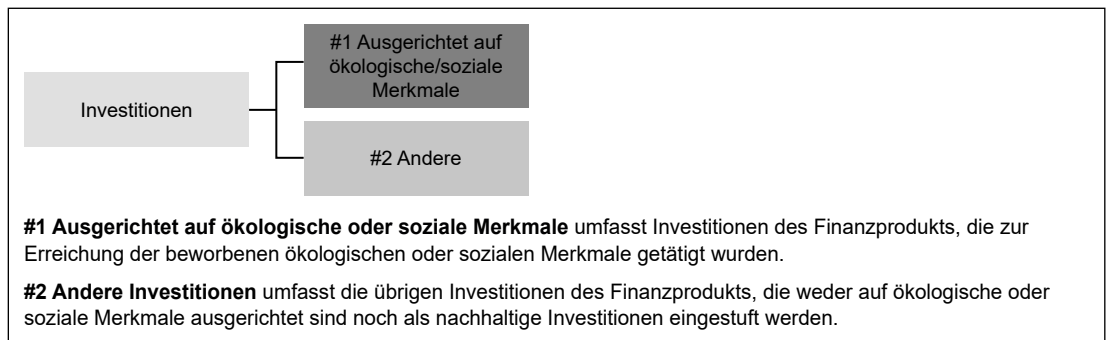 #1 Ausgerichtet auf
ökologische/soziale
Merkmale
Investitionen
#2 Andere
#1 Ausgerichtet auf ökologische oder soziale Merkmale umfasst Investitionen des Finanzprodukts, die zur
Erreichung der beworbenen ökologischen oder sozialen Merkmale getätigt wurden.
#2 Andere Investitionen umfasst die übrigen Investitionen des Finanzprodukts, die weder auf ökologische oder
soziale Merkmale ausgerichtet sind noch als nachhaltige Investitionen eingestuft werden.